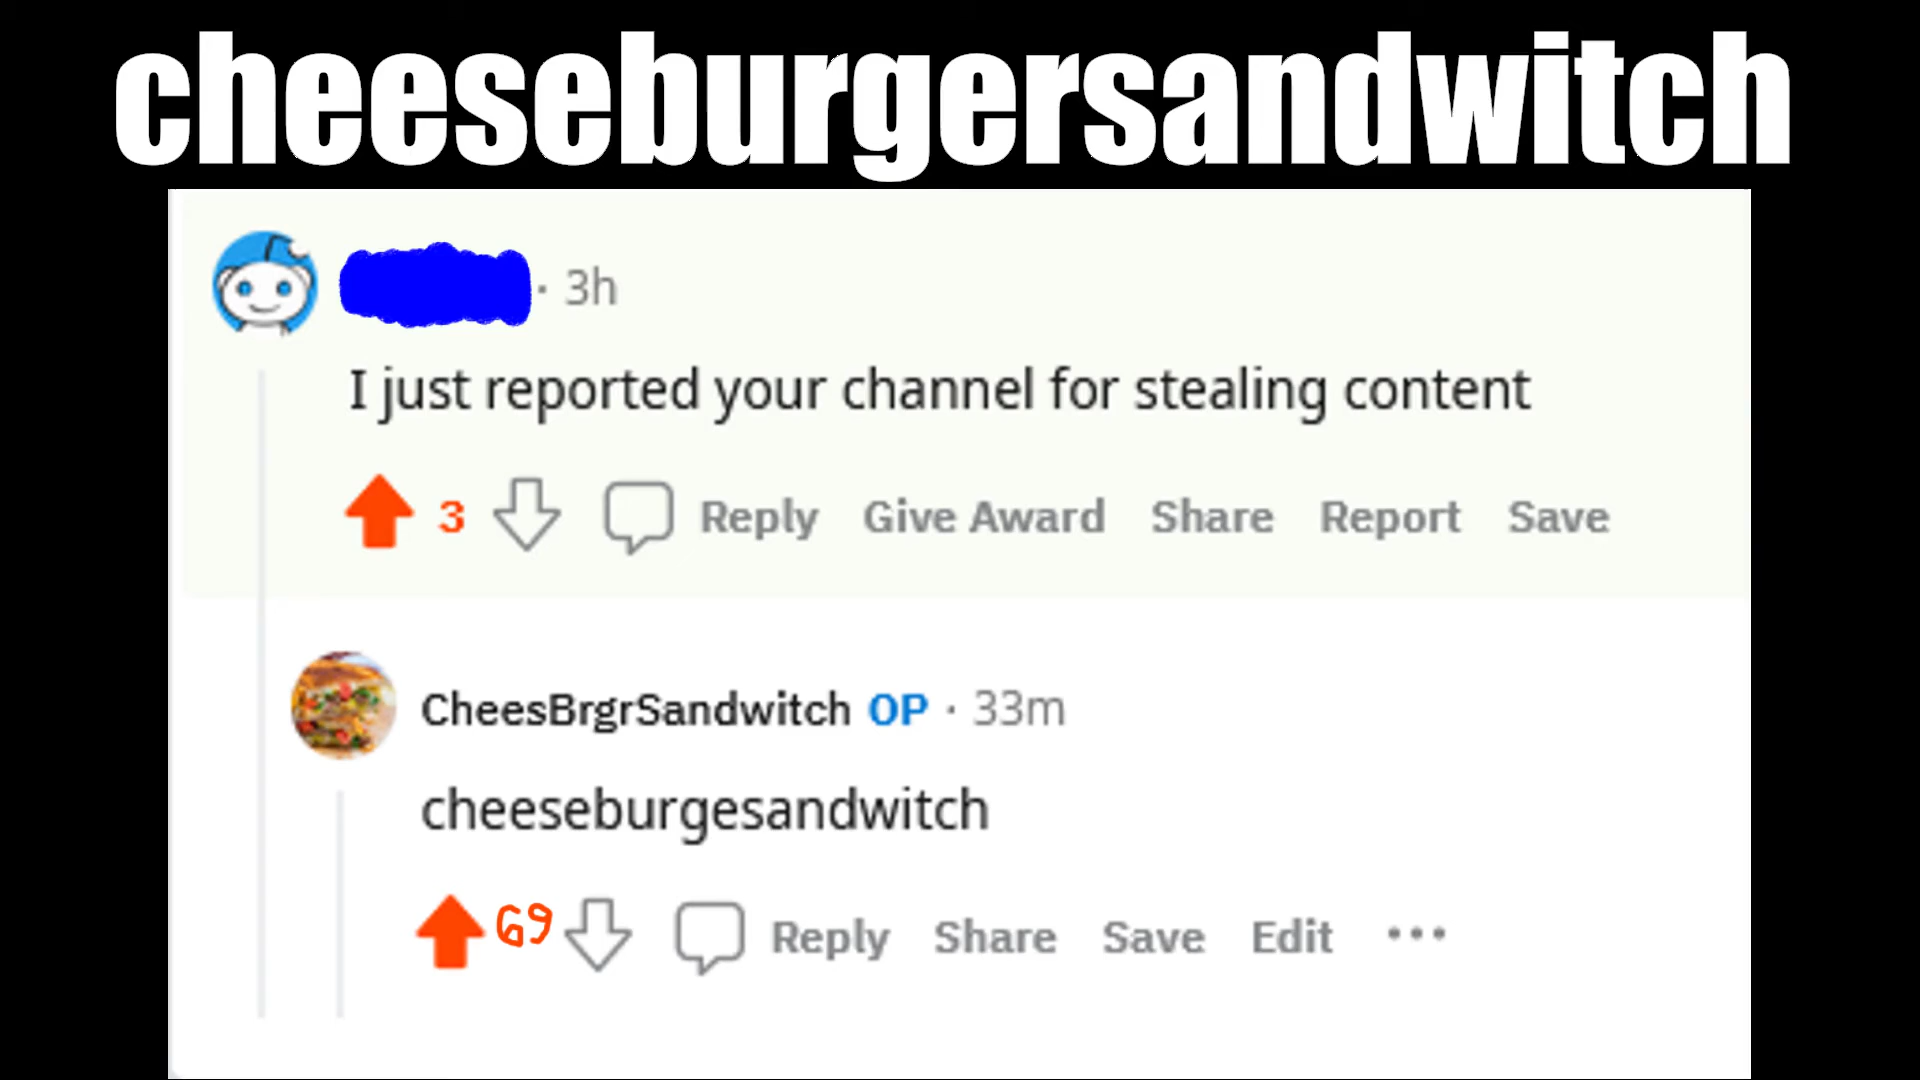 cheeseburgersandwitch
· 3h
I just reported your channel for stealing content
3 Reply Give Award Share Report Save
CheesBrgrSandwitch OP · 33m
cheeseburgesandwitch
69 Reply Share Save Edit ...